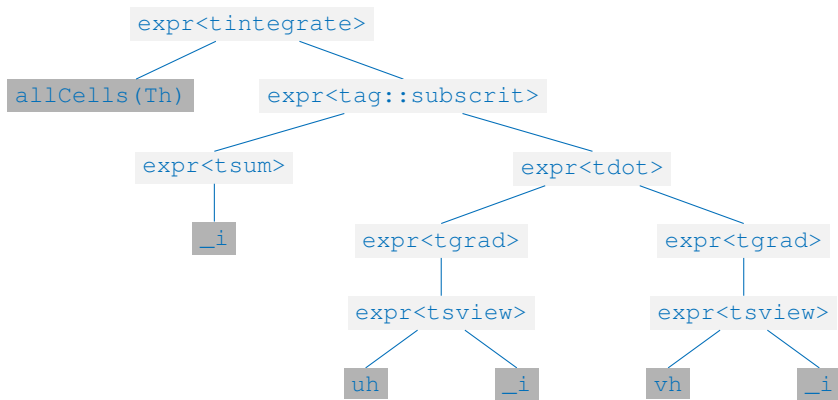 expr<tintegrate>
allCells(Th) expr<tag::subscrit>
expr<tsum> expr<tdot>
_i expr<tgrad> expr<tgrad>
expr<tsview> expr<tsview>
uh _i vh _i